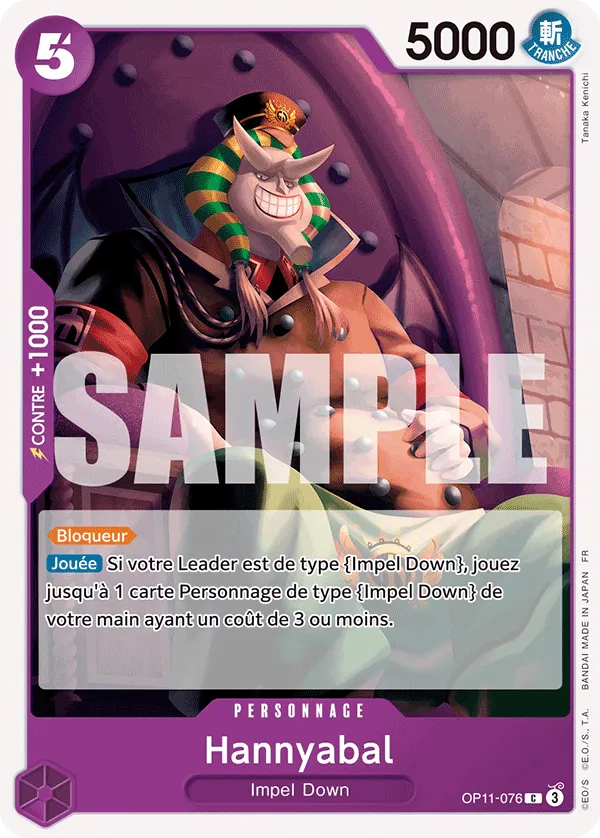 5
5000
斬
TRANCHE
Tanaka Kenichi
CONTRE +1000
SAMPLE
Bloqueur
Jouée Si votre Leader est de type {Impel Down}, jouez
jusqu'à 1 carte Personnage de type {Impel Down} de
votre main ayant un coût de 3 ou moins.
PERSONNAGE
Hannyabal
Impel Down
OP11-076 C 3
©E.O/S ©E.O./S., T.A. BANDAI MADE IN JAPAN FR